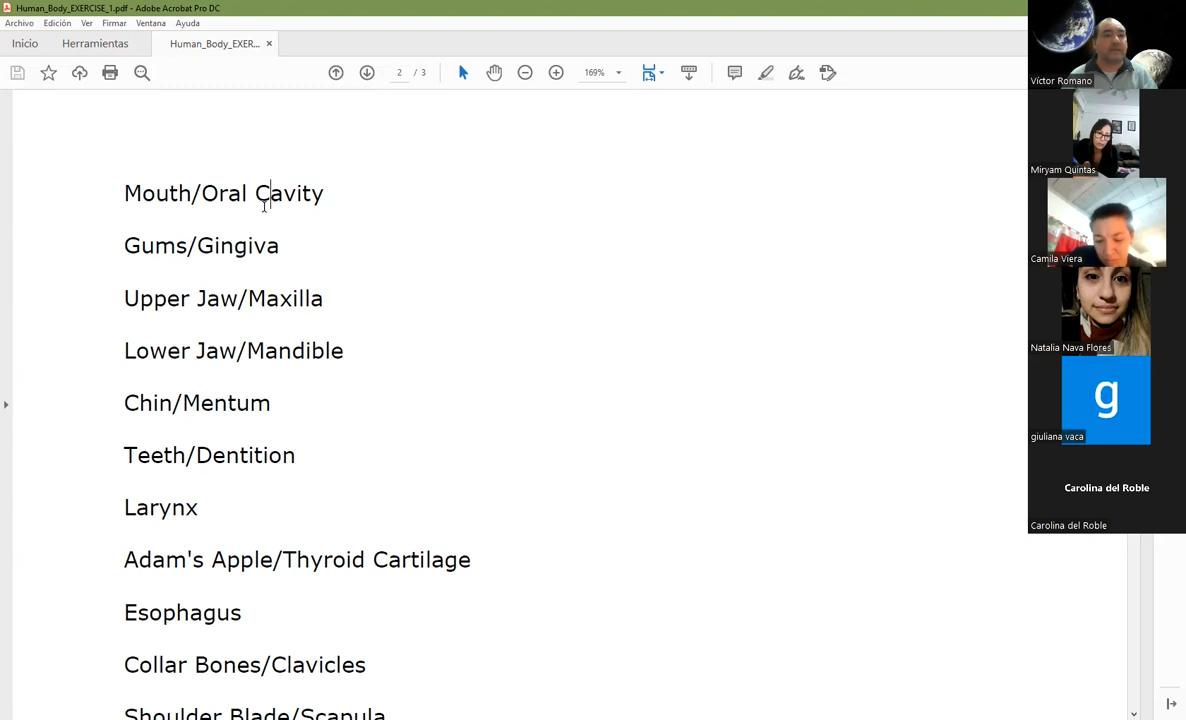 Human_Body_EXERCISE_1.pdf - Adobe Acrobat Pro DC
Archivo Edición Ver Firmar Ventana Ayuda
Inicio Herramientas Human_Body_EXER... ×
2 / 3 169%
Mouth/Oral Cavity
Gums/Gingiva
Upper Jaw/Maxilla
Lower Jaw/Mandible
Chin/Mentum
Teeth/Dentition
Larynx
Adam's Apple/Thyroid Cartilage
Esophagus
Collar Bones/Clavicles
Shoulder Blade/Scapula
Víctor Romano
Miryam Quintas
Camila Viera
Natalia Nava Flores
g
giuliana vaca
Carolina del Roble
Carolina del Roble